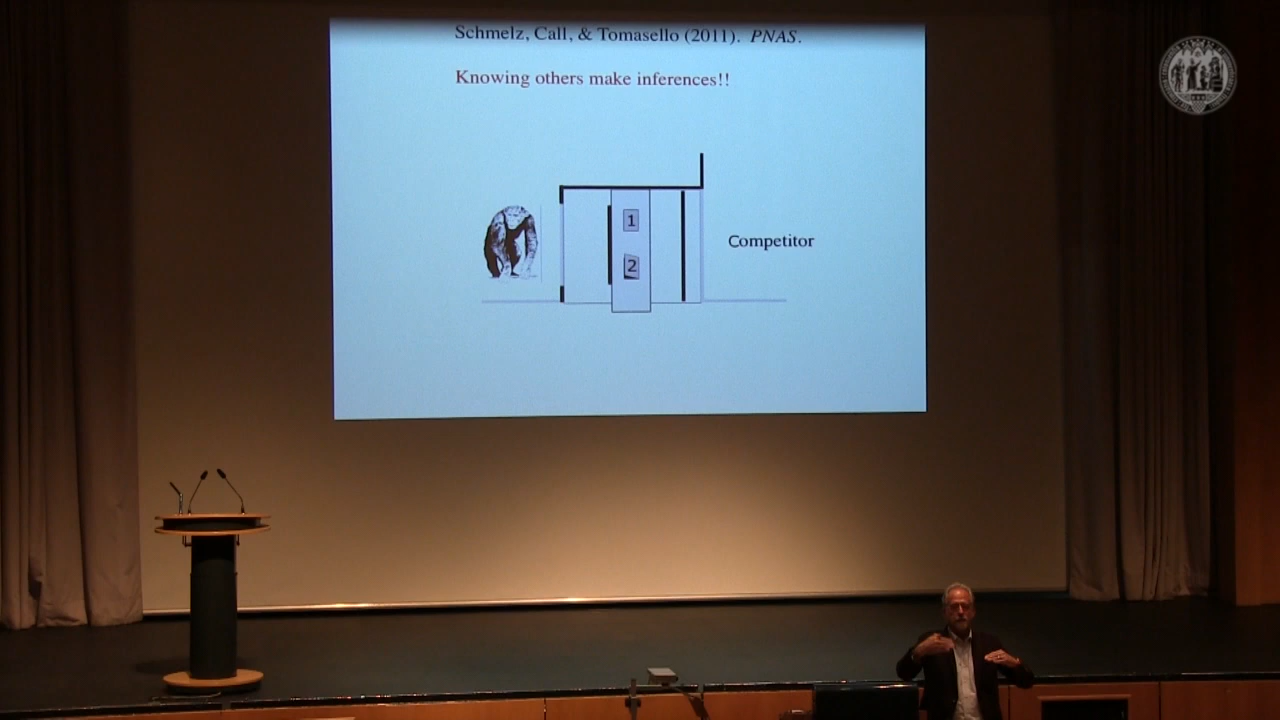 Schmelz, Call, & Tomasello (2011). PNAS.
Knowing others make inferences!!
1
2
Competitor